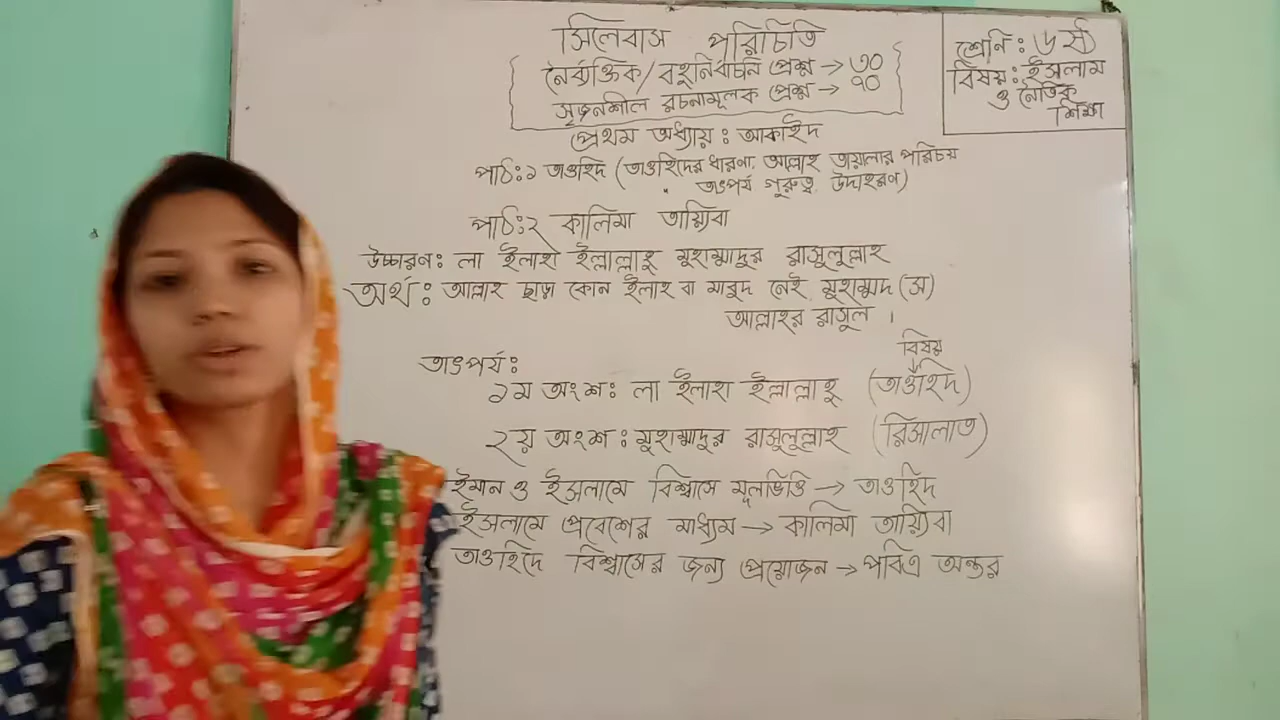 সিলেবাস পরিচিতি
নৈর্ব্যক্তিক/বহুনির্বাচনি প্রশ্ন → ৩০
সৃজনশীল রচনামূলক প্রশ্ন → ৭০
শ্রেণি: ৬ষ্ঠ
বিষয়: ইসলাম
ও নৈতিক
শিক্ষা
প্রথম অধ্যায়: আকাইদ
পাঠ:১ তাওহিদ (তাওহিদের ধারণা, আল্লাহ তায়ালার পরিচয়
তাৎপর্য গুরুত্ব, উদাহরণ)
পাঠ:২ কালিমা তায়্যিবা
উচ্চারণ: লা ইলাহা ইল্লাল্লাহু মুহাম্মাদুর রাসুলুল্লাহ
অর্থ: আল্লাহ ছাড়া কোন ইলাহ বা মাবুদ নেই, মুহাম্মদ (স)
আল্লাহর রাসুল ।
তাৎপর্য:
বিষয়
১ম অংশ: লা ইলাহা ইল্লাল্লাহু (তাওহিদ)
২য় অংশ: মুহাম্মাদুর রাসুলুল্লাহ (রিসালাত)
ইমান ও ইসলামে বিশ্বাসে মূলভিত্তি → তাওহিদ
ইসলামে প্রবেশের মাধ্যম → কালিমা তায়্যিবা
তাওহিদে বিশ্বাসের জন্য প্রয়োজন → পবিত্র অন্তর